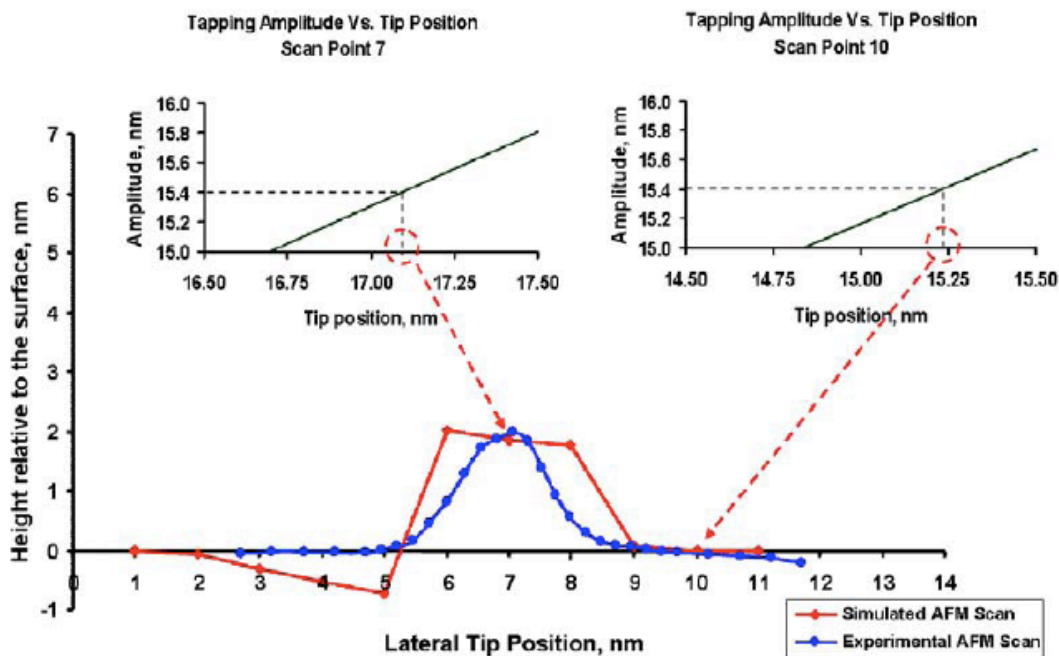 Tapping Amplitude Vs. Tip Position
Scan Point 7
Tapping Amplitude Vs. Tip Position
Scan Point 10
Amplitude, nm
16.0
15.8
15.6
15.4
15.2
15.0
16.50 16.75 17.00 17.25 17.50
Tip position, nm
Amplitude, nm
16.0
15.8
15.6
15.4
15.2
15.0
14.50 14.75 15.00 15.25 15.50
Tip position, nm
Height relative to the surface, nm
7
6
5
4
3
2
1
0
-1
0 1 2 3 4 5 6 7 8 9 10 11 12 13 14
Lateral Tip Position, nm
Simulated AFM Scan
Experimental AFM Scan